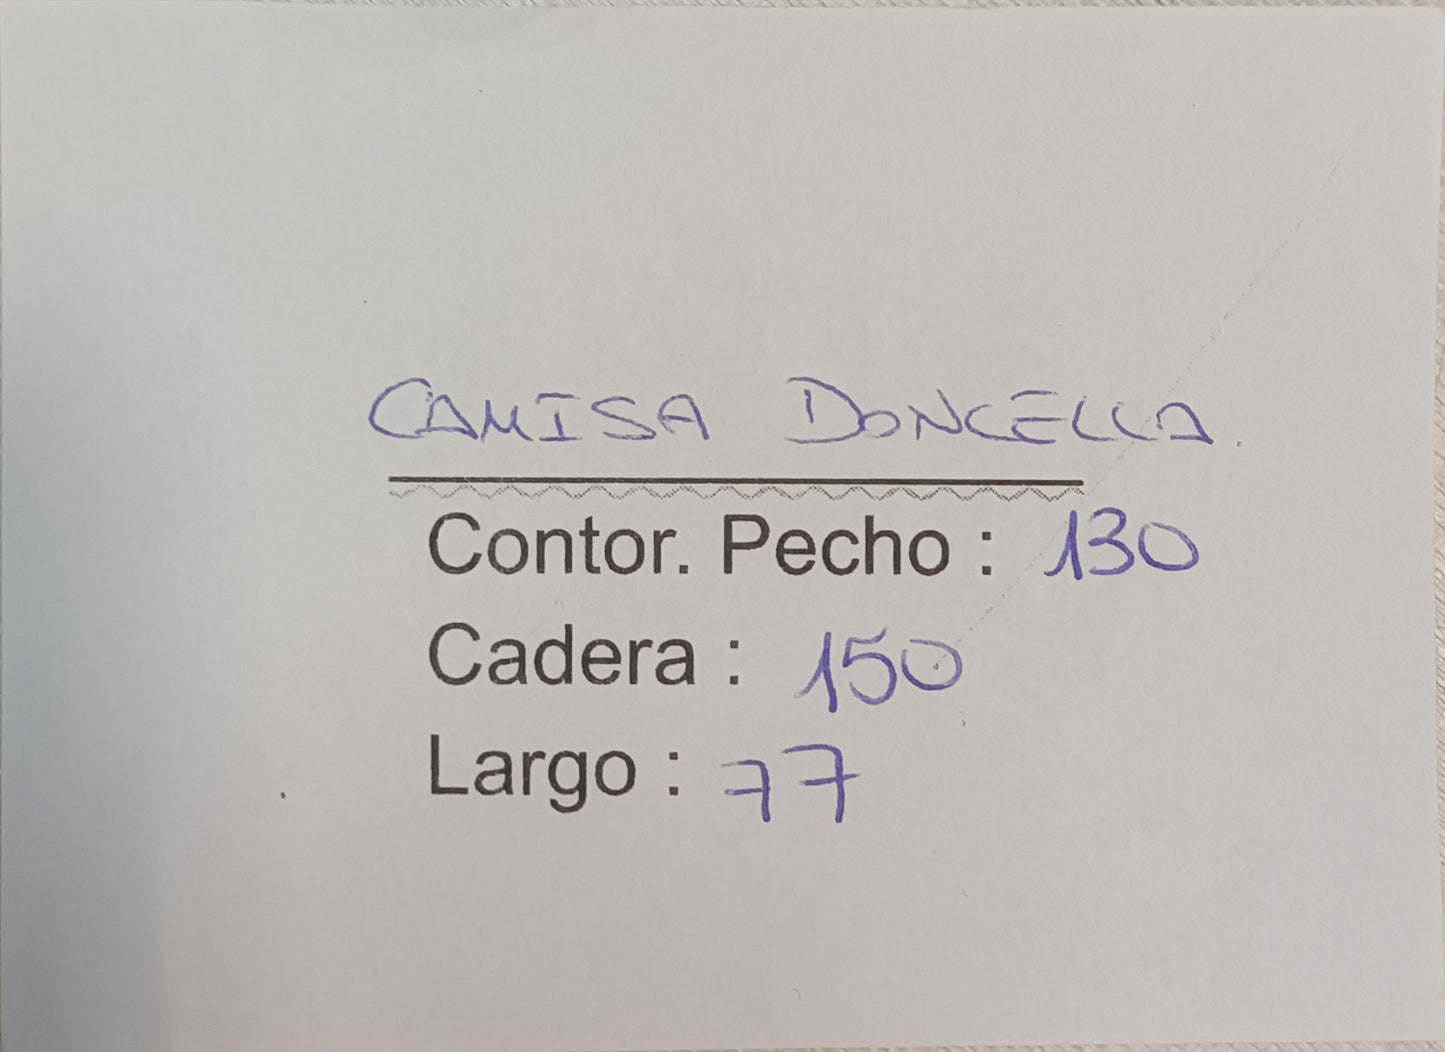 CAMISA DONCELLA.
Contor. Pecho : 130
Cadera : 150
Largo : 77